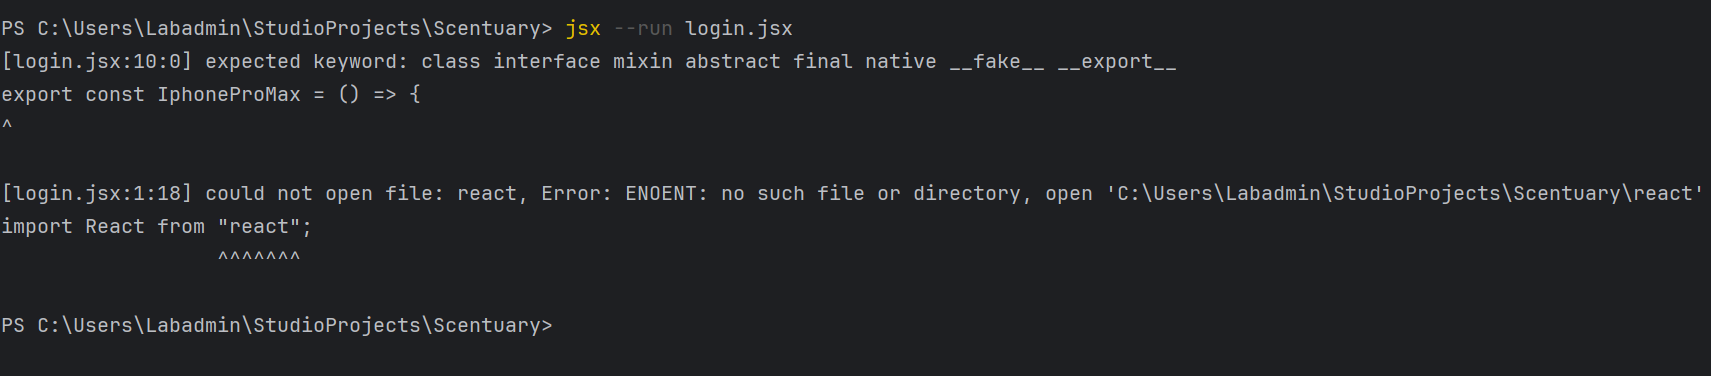 PS C:\Users\Labadmin\StudioProjects\Scentuary> jsx --run login.jsx
[login.jsx:10:0] expected keyword: class interface mixin abstract final native __fake__ __export__
export const IphoneProMax = () => {
^
[login.jsx:1:18] could not open file: react, Error: ENOENT: no such file or directory, open 'C:\Users\Labadmin\StudioProjects\Scentuary\react'
import React from "react";
^^^^^^^
PS C:\Users\Labadmin\StudioProjects\Scentuary>